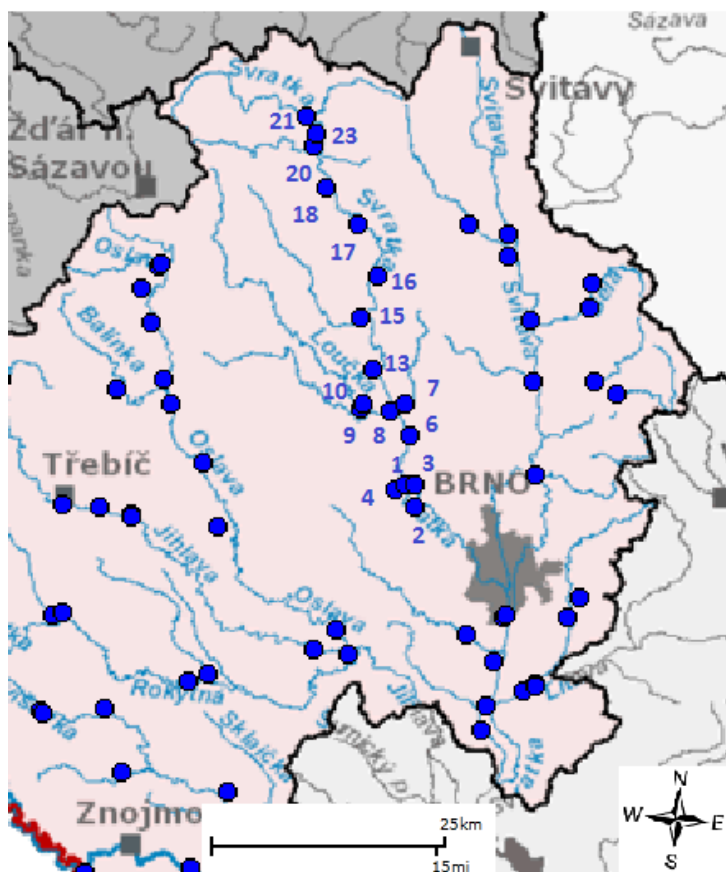 Sázava
Svratka
Svitavy
Svitava
Žďár n.
Sázavou
21
23
20
18
Svratka
17
Oslava
16
Svitava
Balinka
15
Loučka
13
10
7
9
8
6
Třebíč
Oslava
1
3
BRNO
4
2
Jihlava
Oslava
Rokytná
Jihlava
Znojmo
25km
15mi
N
W
E
S